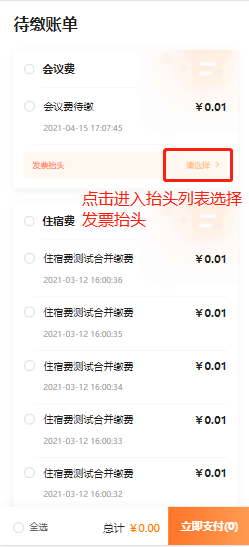 待缴账单
会议费
会议费待缴 ￥0.01
2021-04-15 17:07:45
发票抬头 请选择 >
点击进入抬头列表选择
发票抬头
住宿费
住宿费测试合并缴费 ￥0.01
2021-03-12 16:00:36
住宿费测试合并缴费 ￥0.01
2021-03-12 16:00:35
住宿费测试合并缴费 ￥0.01
2021-03-12 16:00:34
住宿费测试合并缴费 ￥0.01
2021-03-12 16:00:33
住宿费测试合并缴费 ￥0.01
2021-03-12 16:00:32
全选 总计 ￥0.00 立即支付(0)